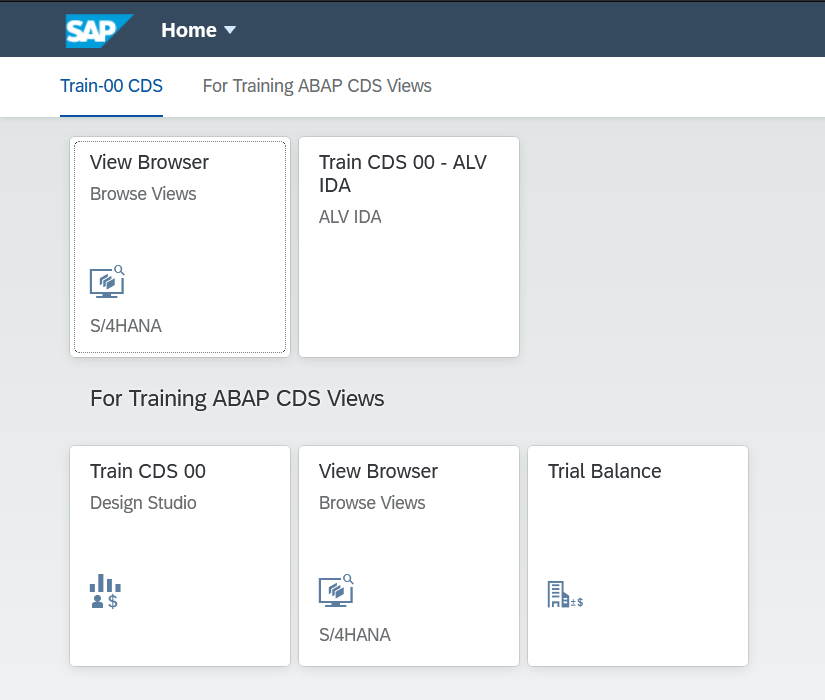 SAP Home
Train-00 CDS For Training ABAP CDS Views
View Browser
Browse Views
S/4HANA
Train CDS 00 - ALV
IDA
ALV IDA
For Training ABAP CDS Views
Train CDS 00
Design Studio
$
View Browser
Browse Views
S/4HANA
Trial Balance
±$